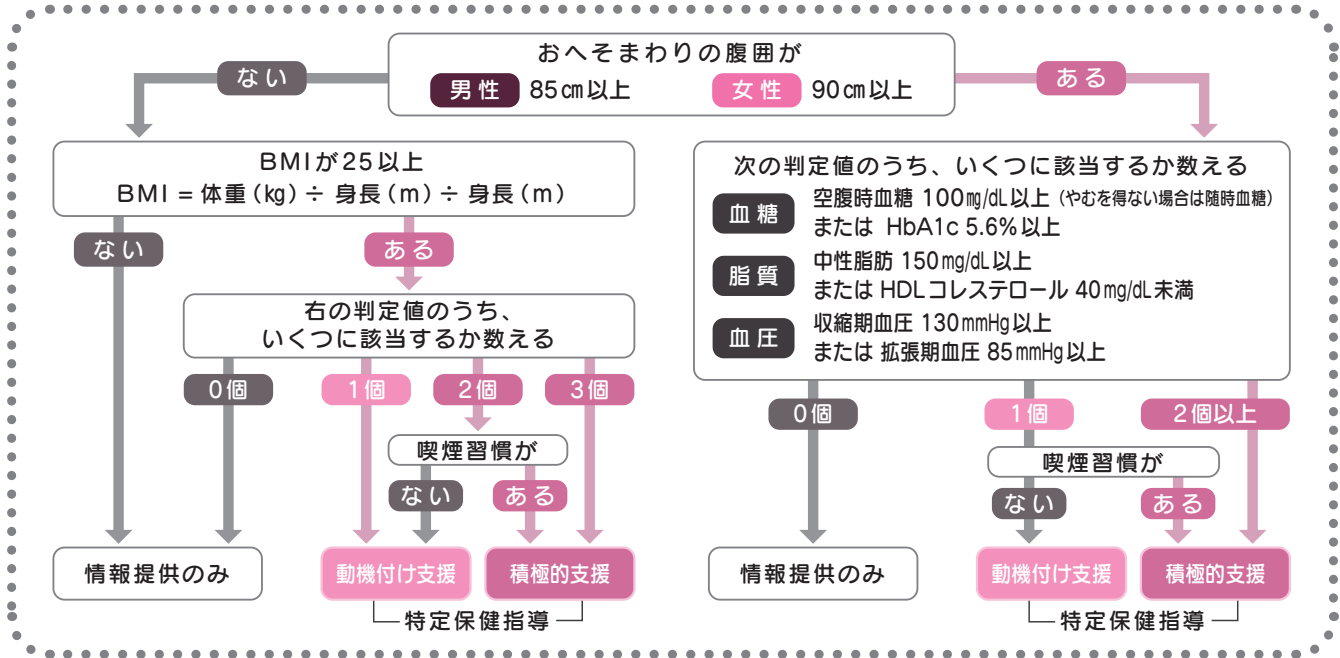 おへそまわりの腹囲が
男性 85㎝以上 女性 90㎝以上
ない
ある
BMIが25以上
BMI = 体重(㎏) ÷ 身長(m) ÷ 身長(m)
ない
ある
右の判定値のうち、
いくつに該当するか数える
0個
1個
2個
3個
喫煙習慣が
ない
ある
情報提供のみ
動機付け支援
積極的支援
特定保健指導
次の判定値のうち、いくつに該当するか数える
血糖
空腹時血糖 100㎎/dL以上 (やむを得ない場合は随時血糖)
または HbA1c 5.6%以上
脂質
中性脂肪 150㎎/dL以上
または HDLコレステロール 40㎎/dL未満
血圧
収縮期血圧 130mmHg以上
または 拡張期血圧 85mmHg以上
0個
1個
2個以上
喫煙習慣が
ない
ある
情報提供のみ
動機付け支援
積極的支援
特定保健指導